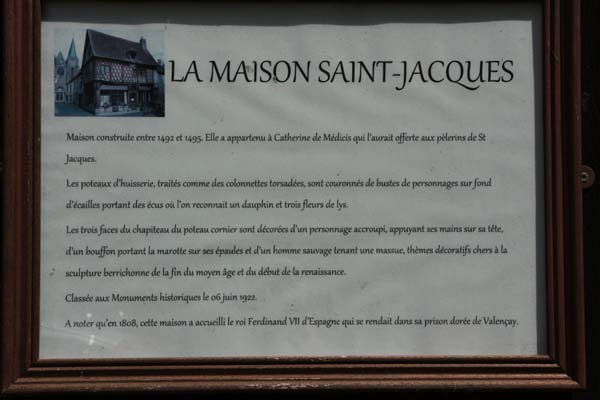 LA MAISON SAINT-JACQUES
Maison construite entre 1492 et 1495. Elle a appartenu à Catherine de Médicis qui l'aurait offerte aux pèlerins de St
Jacques.
Les poteaux d'huisserie, traités comme des colonnettes torsadées, sont couronnés de bustes de personnages sur fond
d'écailles portant des écus où l'on reconnait un dauphin et trois fleurs de lys.
Les trois faces du chapiteau du poteau cornier sont décorées d'un personnage accroupi, appuyant ses mains sur sa tête,
d'un bouffon portant la marotte sur ses épaules et d'un homme sauvage tenant une massue, thèmes décoratifs chers à la
sculpture berrichonne de la fin du moyen âge et du début de la renaissance.
Classée aux Monuments historiques le 06 juin 1922.
A noter qu'en 1808, cette maison a accueilli le roi Ferdinand VII d'Espagne qui se rendait dans sa prison dorée de Valençay.